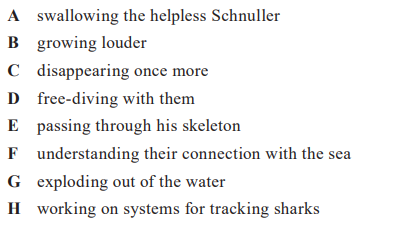 A swallowing the helpless Schnuller
B growing louder
C disappearing once more
D free-diving with them
E passing through his skeleton
F understanding their connection with the sea
G exploding out of the water
H working on systems for tracking sharks